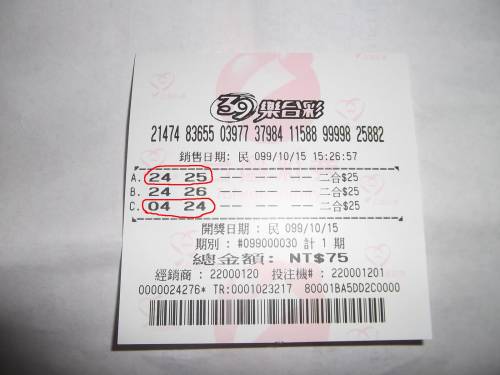 39樂合彩
21474 83655 03977 37984 11588 99998 25882
銷售日期: 民 099/10/15 15:26:57
A. 24 25 -- -- -- 二合$25
B. 24 26 -- -- -- 二合$25
C. 04 24 -- -- -- 二合$25
開獎日期 : 民 099/10/15
期別 : #099000030 計 1 期
總金額: NT$75
經銷商 : 22000120 投注機# : 220001201
0000024276* TR:0001023217 80001BA5DD2C0000